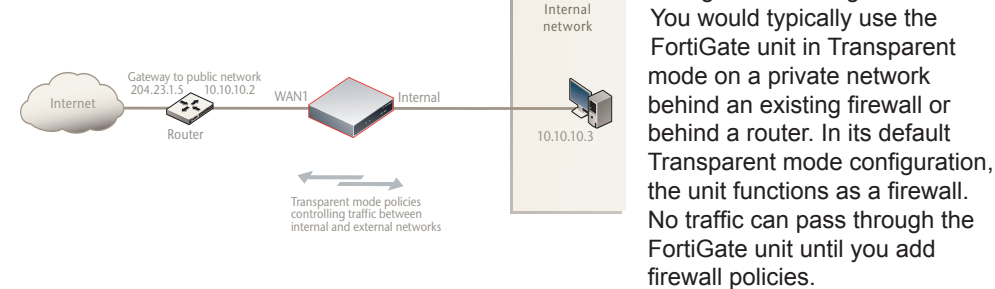 Internal
network
Gateway to public network
204.23.1.5 10.10.10.2
WAN1
Internal
Internet
Router
10.10.10.3
Transparent mode policies
controlling traffic between
internal and external networks
You would typically use the
FortiGate unit in Transparent
mode on a private network
behind an existing firewall or
behind a router. In its default
Transparent mode configuration,
the unit functions as a firewall.
No traffic can pass through the
FortiGate unit until you add
firewall policies.